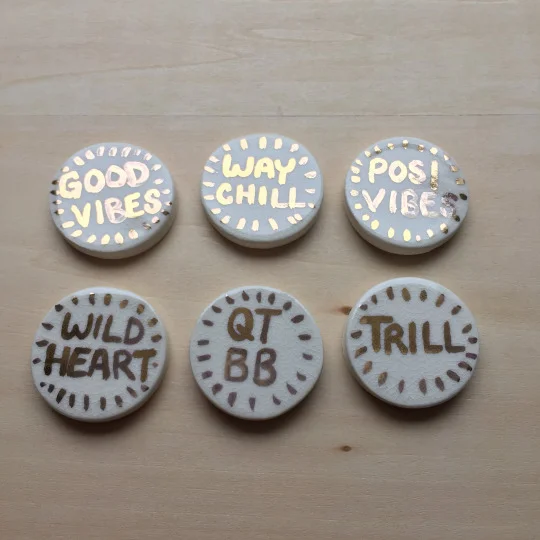 GOOD
VIBES
WAY
CHILL
POSI
VIBES
WILD
HEART
QT
BB
TRILL